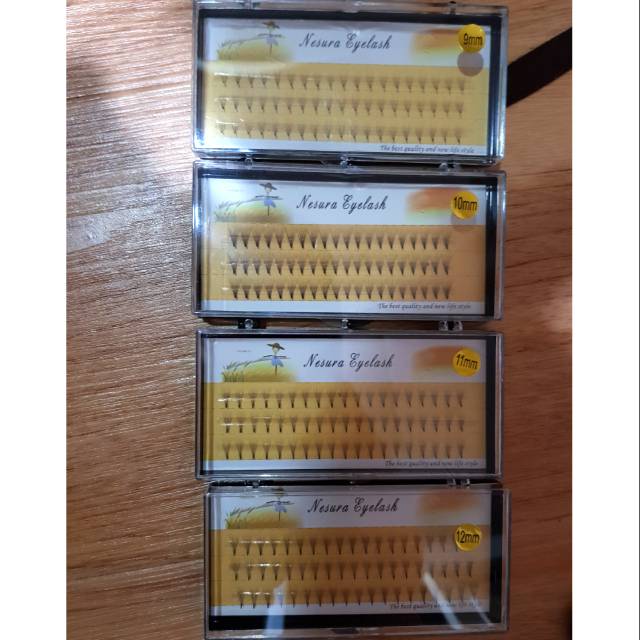 Nesura Eyelash
9mm
The best quality and new life style
Nesura Eyelash
10mm
The best quality and new life style
Nesura Eyelash
11mm
The best quality and new life style
Nesura Eyelash
12mm
The best quality and new life style